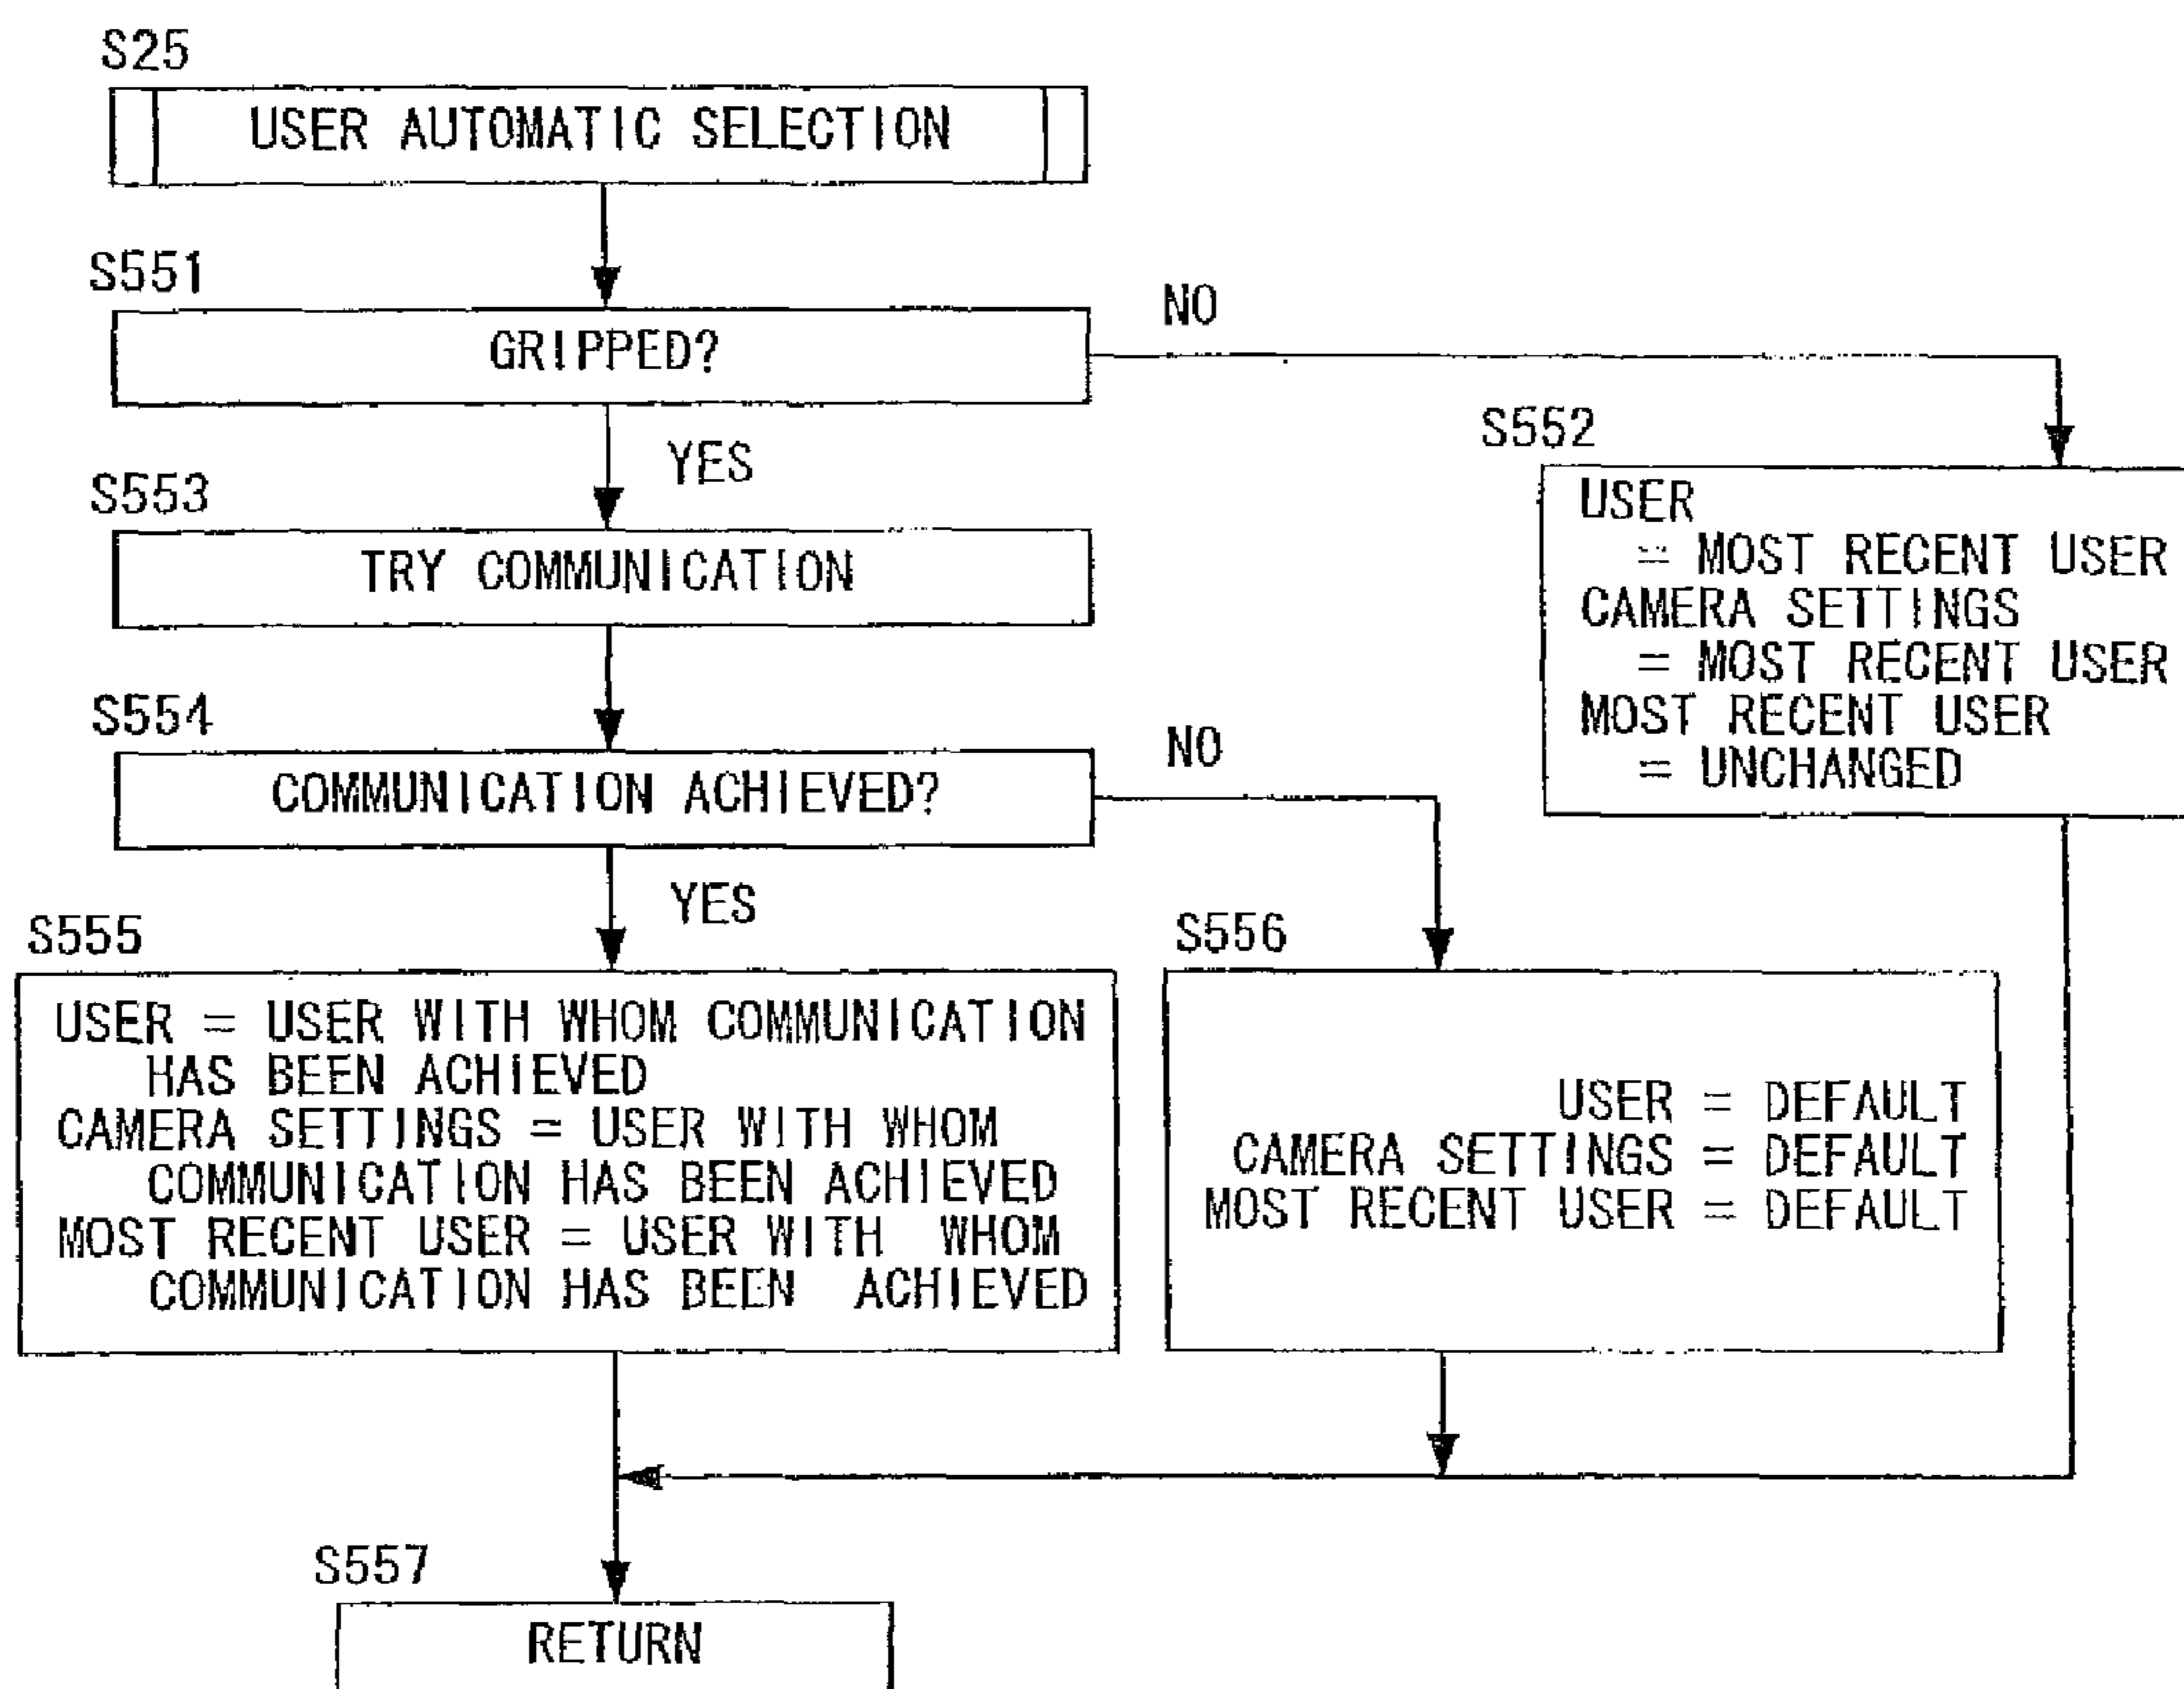 S25
USER AUTOMATIC SELECTION
S551
GRIPPED?
NO
YES
S552
USER
= MOST RECENT USER
CAMERA SETTINGS
= MOST RECENT USER
MOST RECENT USER
= UNCHANGED
S553
TRY COMMUNICATION
S554
COMMUNICATION ACHIEVED?
NO
YES
S555
USER = USER WITH WHOM COMMUNICATION
HAS BEEN ACHIEVED
CAMERA SETTINGS = USER WITH WHOM
COMMUNICATION HAS BEEN ACHIEVED
MOST RECENT USER = USER WITH WHOM
COMMUNICATION HAS BEEN ACHIEVED
S556
USER = DEFAULT
CAMERA SETTINGS = DEFAULT
MOST RECENT USER = DEFAULT
S557
RETURN